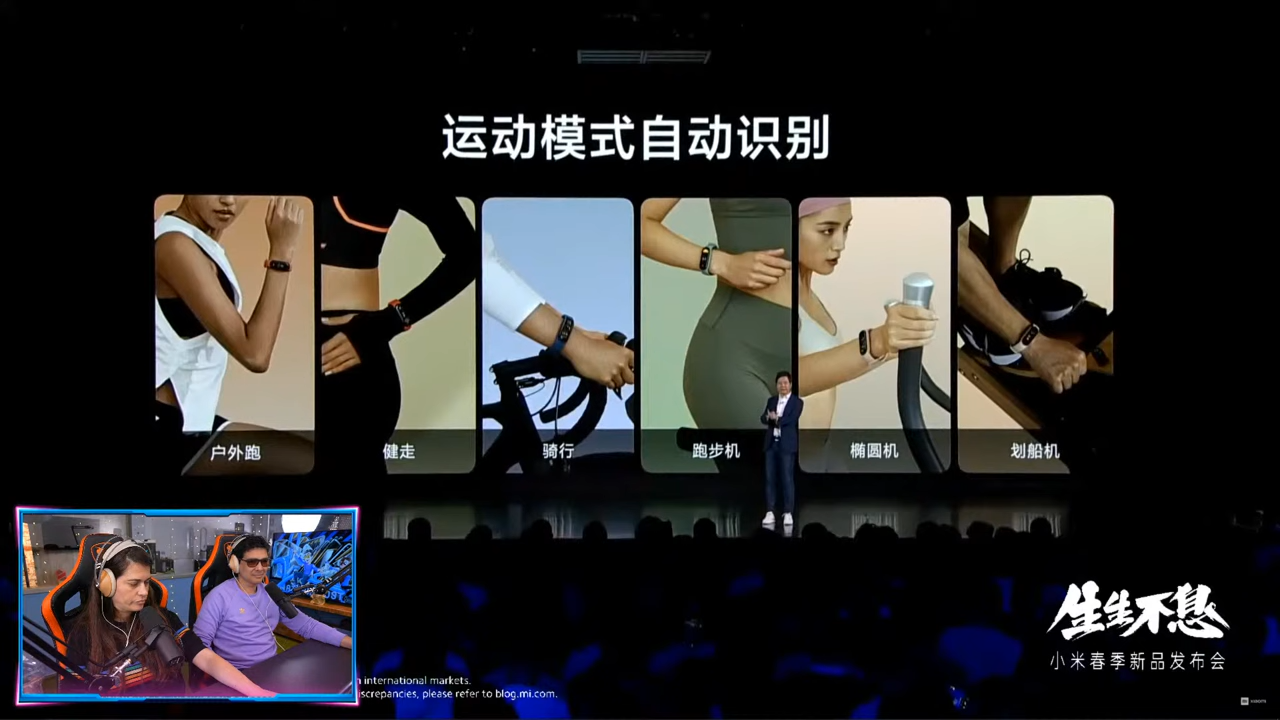 运动模式自动识别
户外跑
健走
骑行
跑步机
椭圆机
划船机
生生不息
小米春季新品发布会
international markets.
please refer to blog.mi.com.